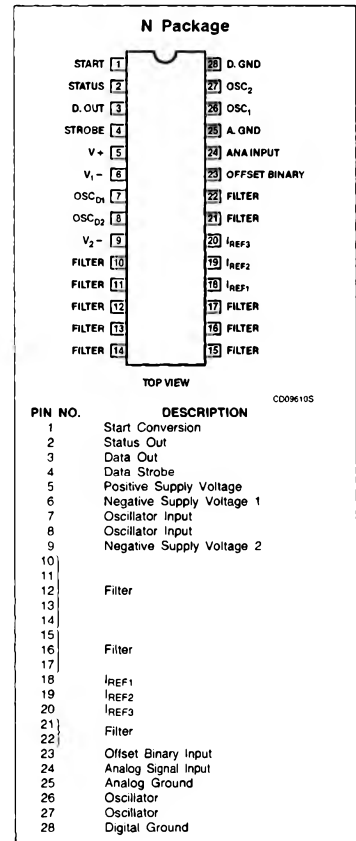 N Package
START 1 28 D. GND
STATUS 2 27 OSC2
D. OUT 3 26 OSC1
STROBE 4 25 A. GND
V + 5 24 ANA INPUT
V1 - 6 23 OFFSET BINARY
OSCD1 7 22 FILTER
OSCD2 8 21 FILTER
V2 - 9 20 IREF3
FILTER 10 19 IREF2
FILTER 11 18 IREF1
FILTER 12 17 FILTER
FILTER 13 16 FILTER
FILTER 14 15 FILTER
TOP VIEW
CD09610S
PIN NO. DESCRIPTION
1 Start Conversion
2 Status Out
3 Data Out
4 Data Strobe
5 Positive Supply Voltage
6 Negative Supply Voltage 1
7 Oscillator Input
8 Oscillator Input
9 Negative Supply Voltage 2
10
11
12 Filter
13
14
15
16 Filter
17
18 IREF1
19 IREF2
20 IREF3
21
22 Filter
23 Offset Binary Input
24 Analog Signal Input
25 Analog Ground
26 Oscillator
27 Oscillator
28 Digital Ground